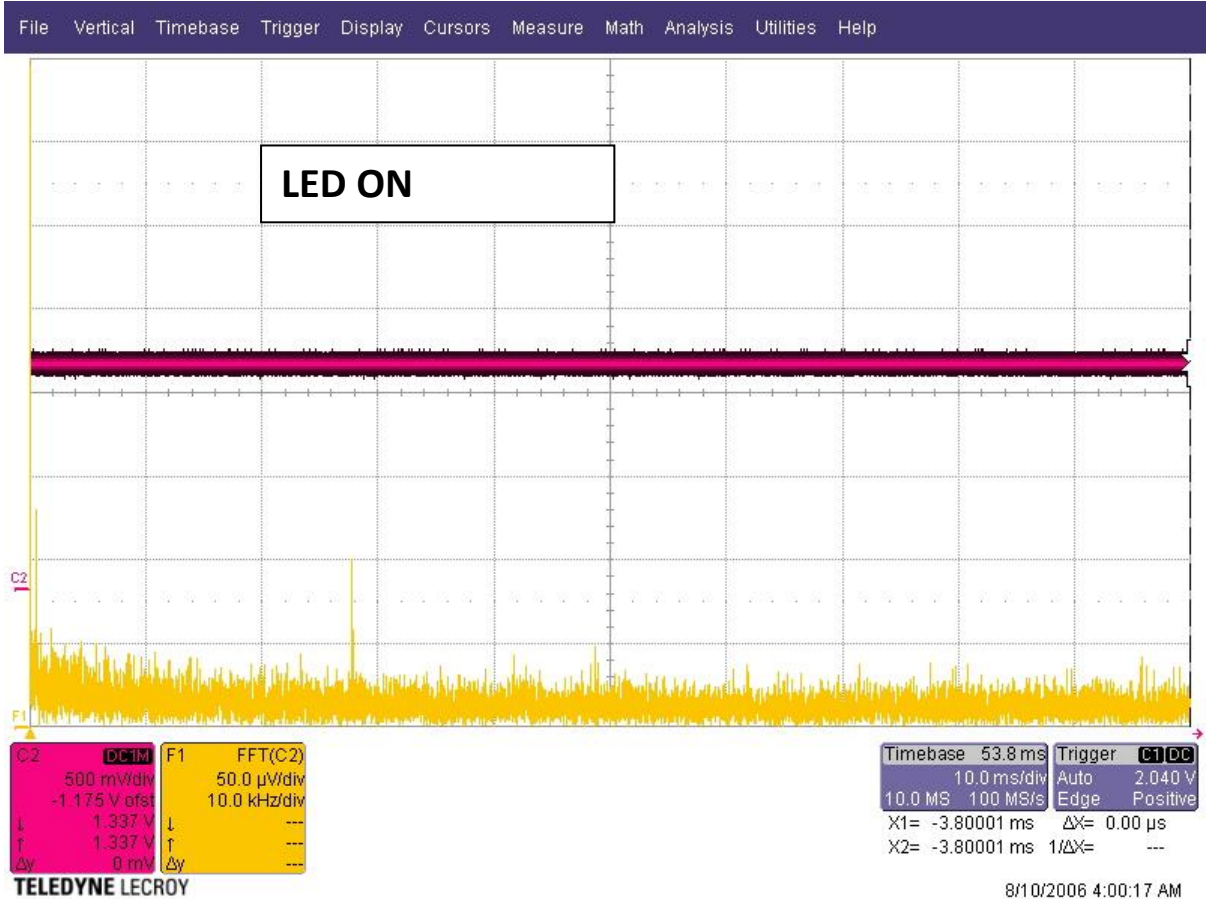 File Vertical Timebase Trigger Display Cursors Measure Math Analysis Utilities Help
LED ON
C2
F1
C2 DC1M
500 mV/div
-1.175 V ofst
↓ 1.337 V
↑ 1.337 V
Δy 0 mV
F1 FFT(C2)
50.0 µV/div
10.0 kHz/div
↓ ---
↑ ---
Δy ---
Timebase 53.8 ms
10.0 ms/div
10.0 MS 100 MS/s
Trigger C1 DC
Auto 2.040 V
Edge Positive
X1= -3.80001 ms ΔX= 0.00 µs
X2= -3.80001 ms 1/ΔX= ---
TELEDYNE LECROY
8/10/2006 4:00:17 AM